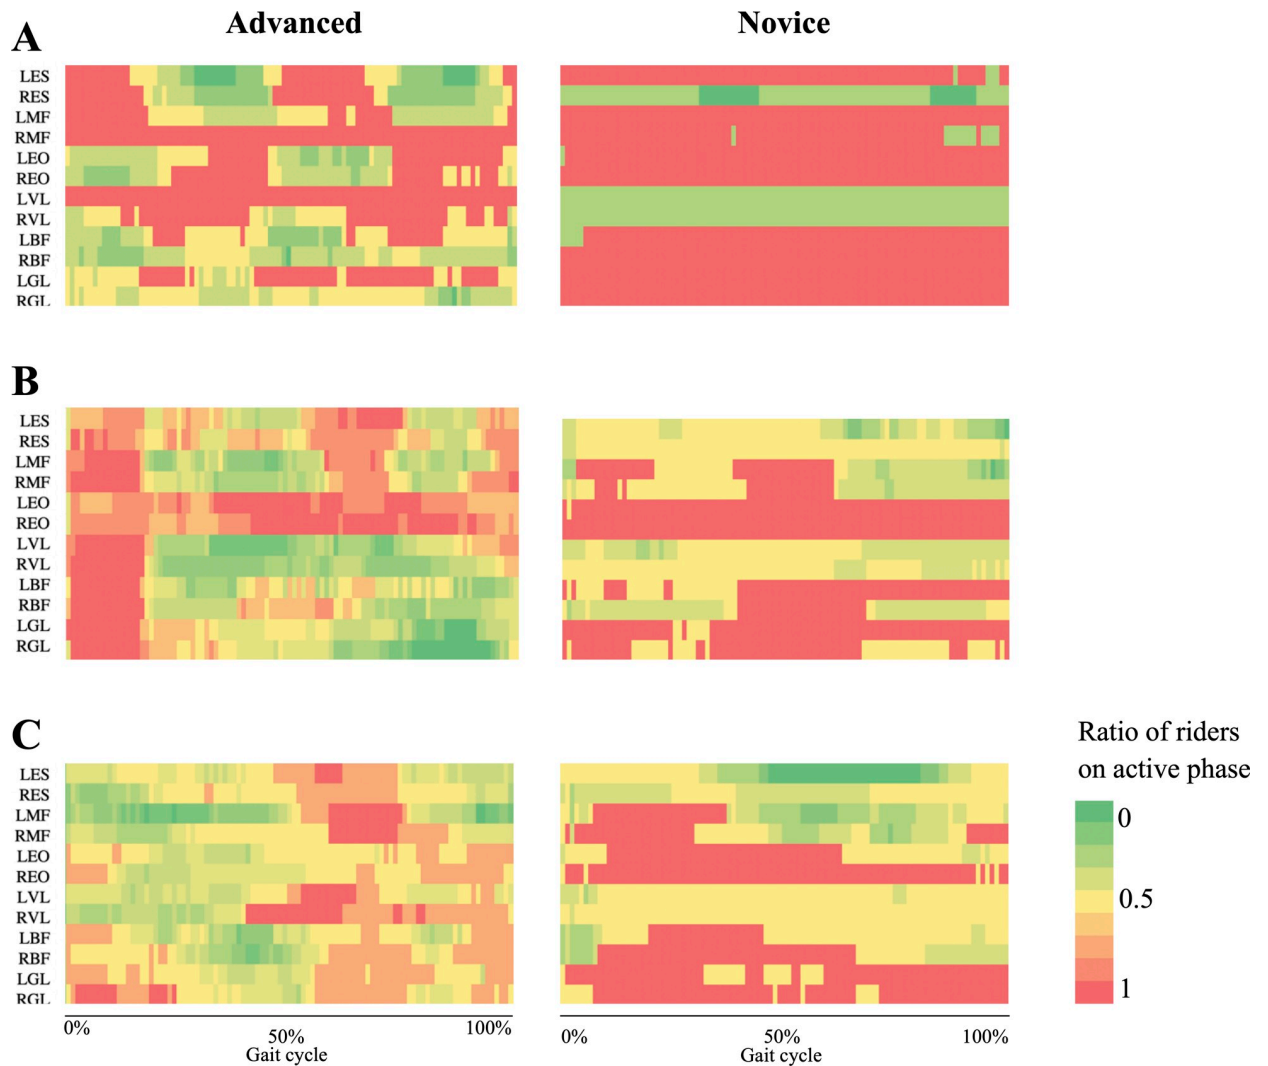 Advanced
Novice
A
LES
RES
LMF
RMF
LEO
REO
LVL
RVL
LBF
RBF
LGL
RGL
B
LES
RES
LMF
RMF
LEO
REO
LVL
RVL
LBF
RBF
LGL
RGL
C
LES
RES
LMF
RMF
LEO
REO
LVL
RVL
LBF
RBF
LGL
RGL
0%
50%
100%
Gait cycle
0%
50%
100%
Gait cycle
Ratio of riders
on active phase
0
0.5
1